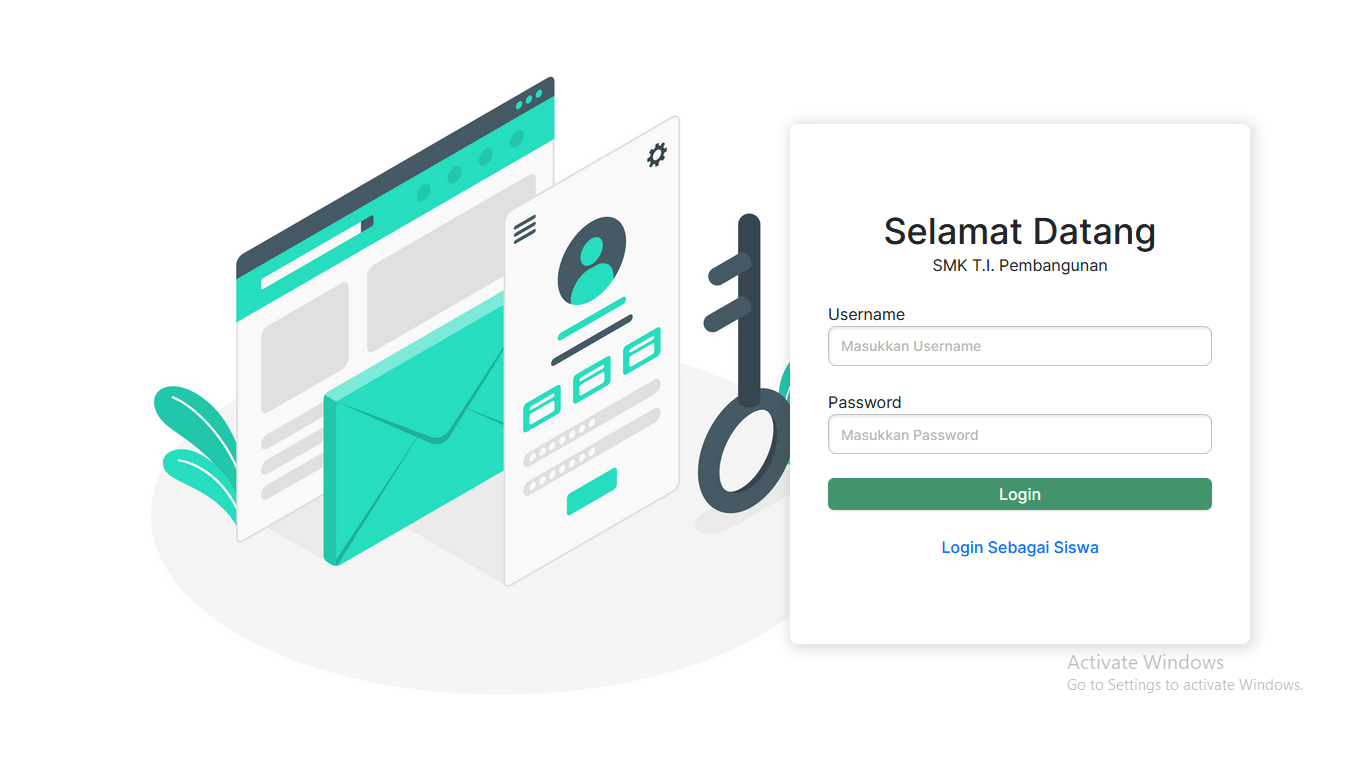 Selamat Datang
SMK T.I. Pembangunan
Username
Masukkan Username
Password
Masukkan Password
Login
Login Sebagai Siswa
Activate Windows
Go to Settings to activate Windows.